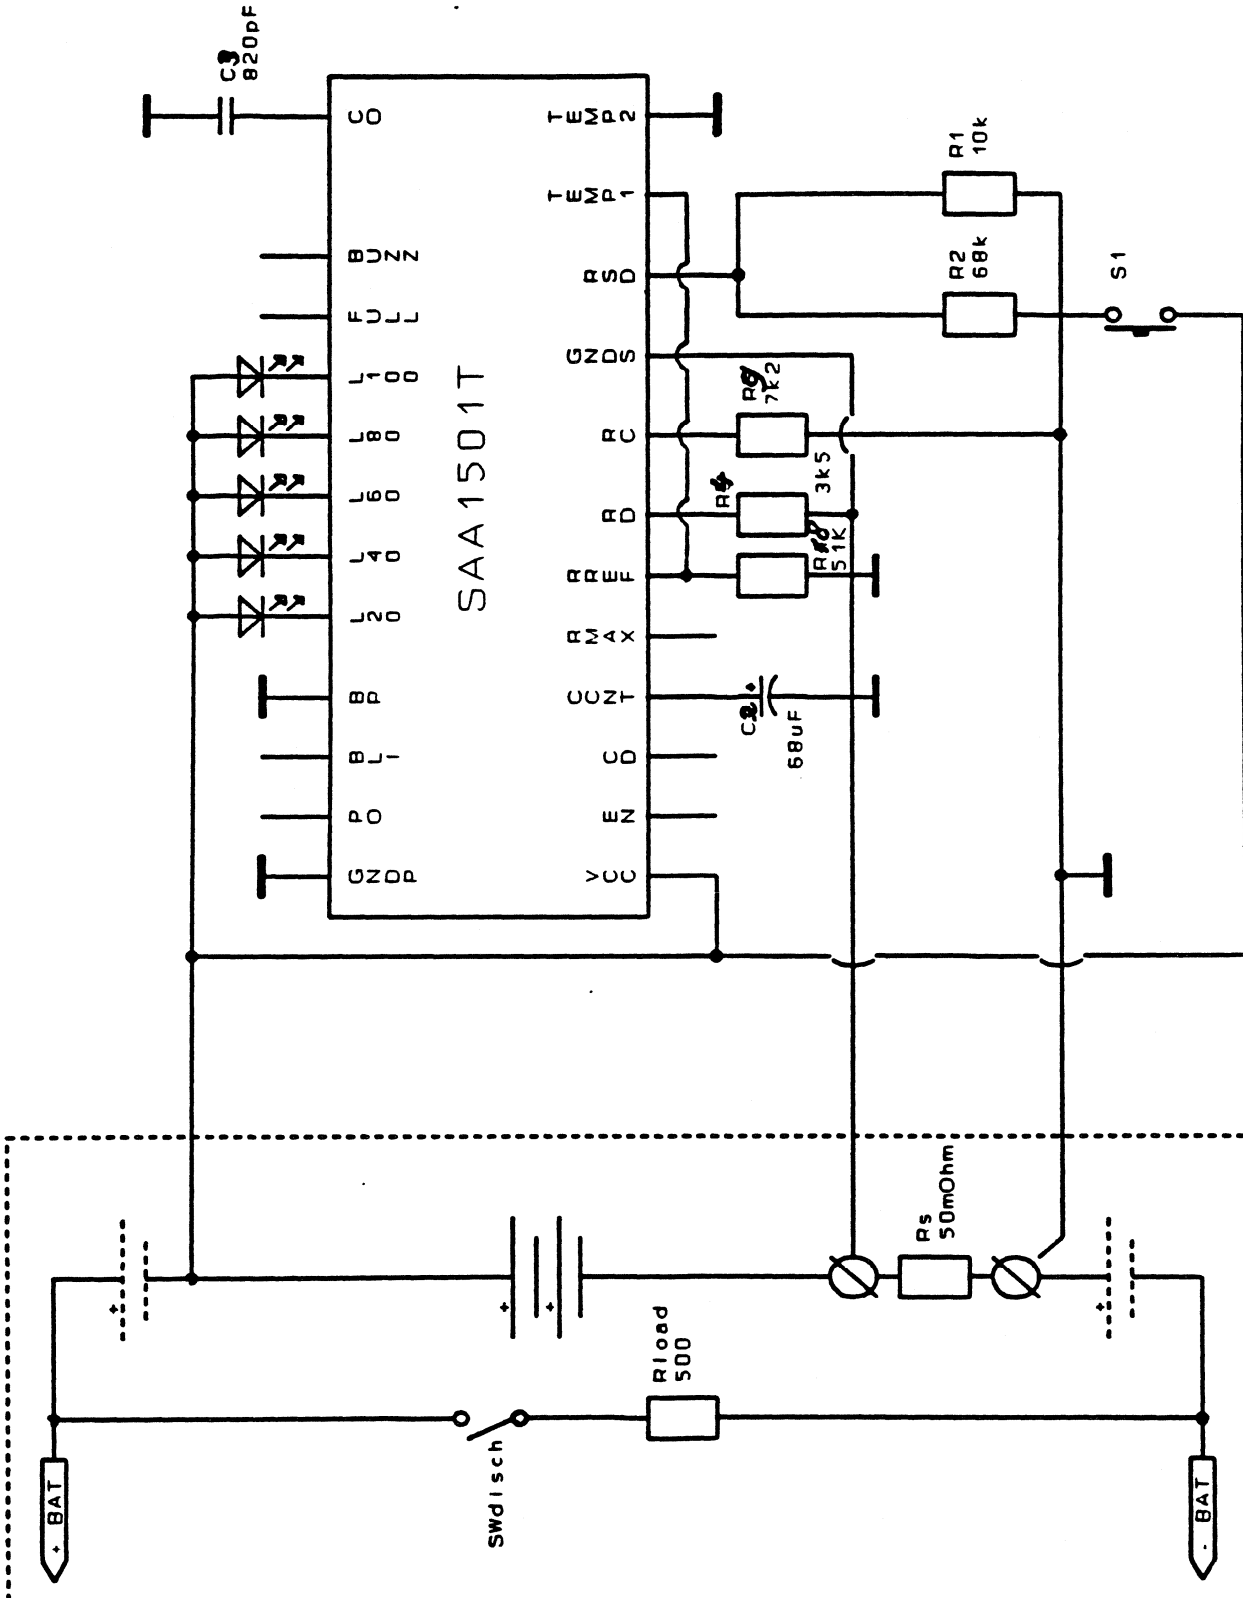 C3
820pF
CO
TEMP2
BUZZ
TEMP1
R1
10k
FULL
RSD
R2
68k
S1
L100
GNDS
L80
RC
7k2
L60
RD
3k5
L40
RREF
51K
L20
RMAX
SAA1501T
BP
CCNT
+
68uF
BLI
CD
PO
EN
GNDP
VCC
+
+
+
Rs
50mOhm
+
Rload
500
SWdisch
+ BAT
- BAT